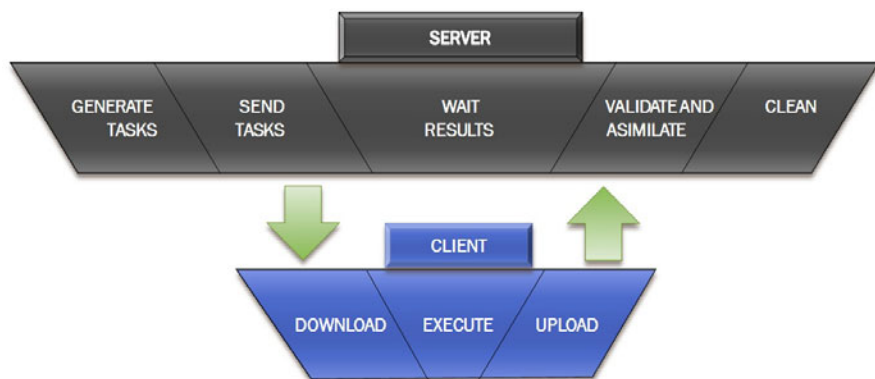 SERVER
GENERATE
TASKS
SEND
TASKS
WAIT
RESULTS
VALIDATE AND
ASIMILATE
CLEAN
CLIENT
DOWNLOAD
EXECUTE
UPLOAD